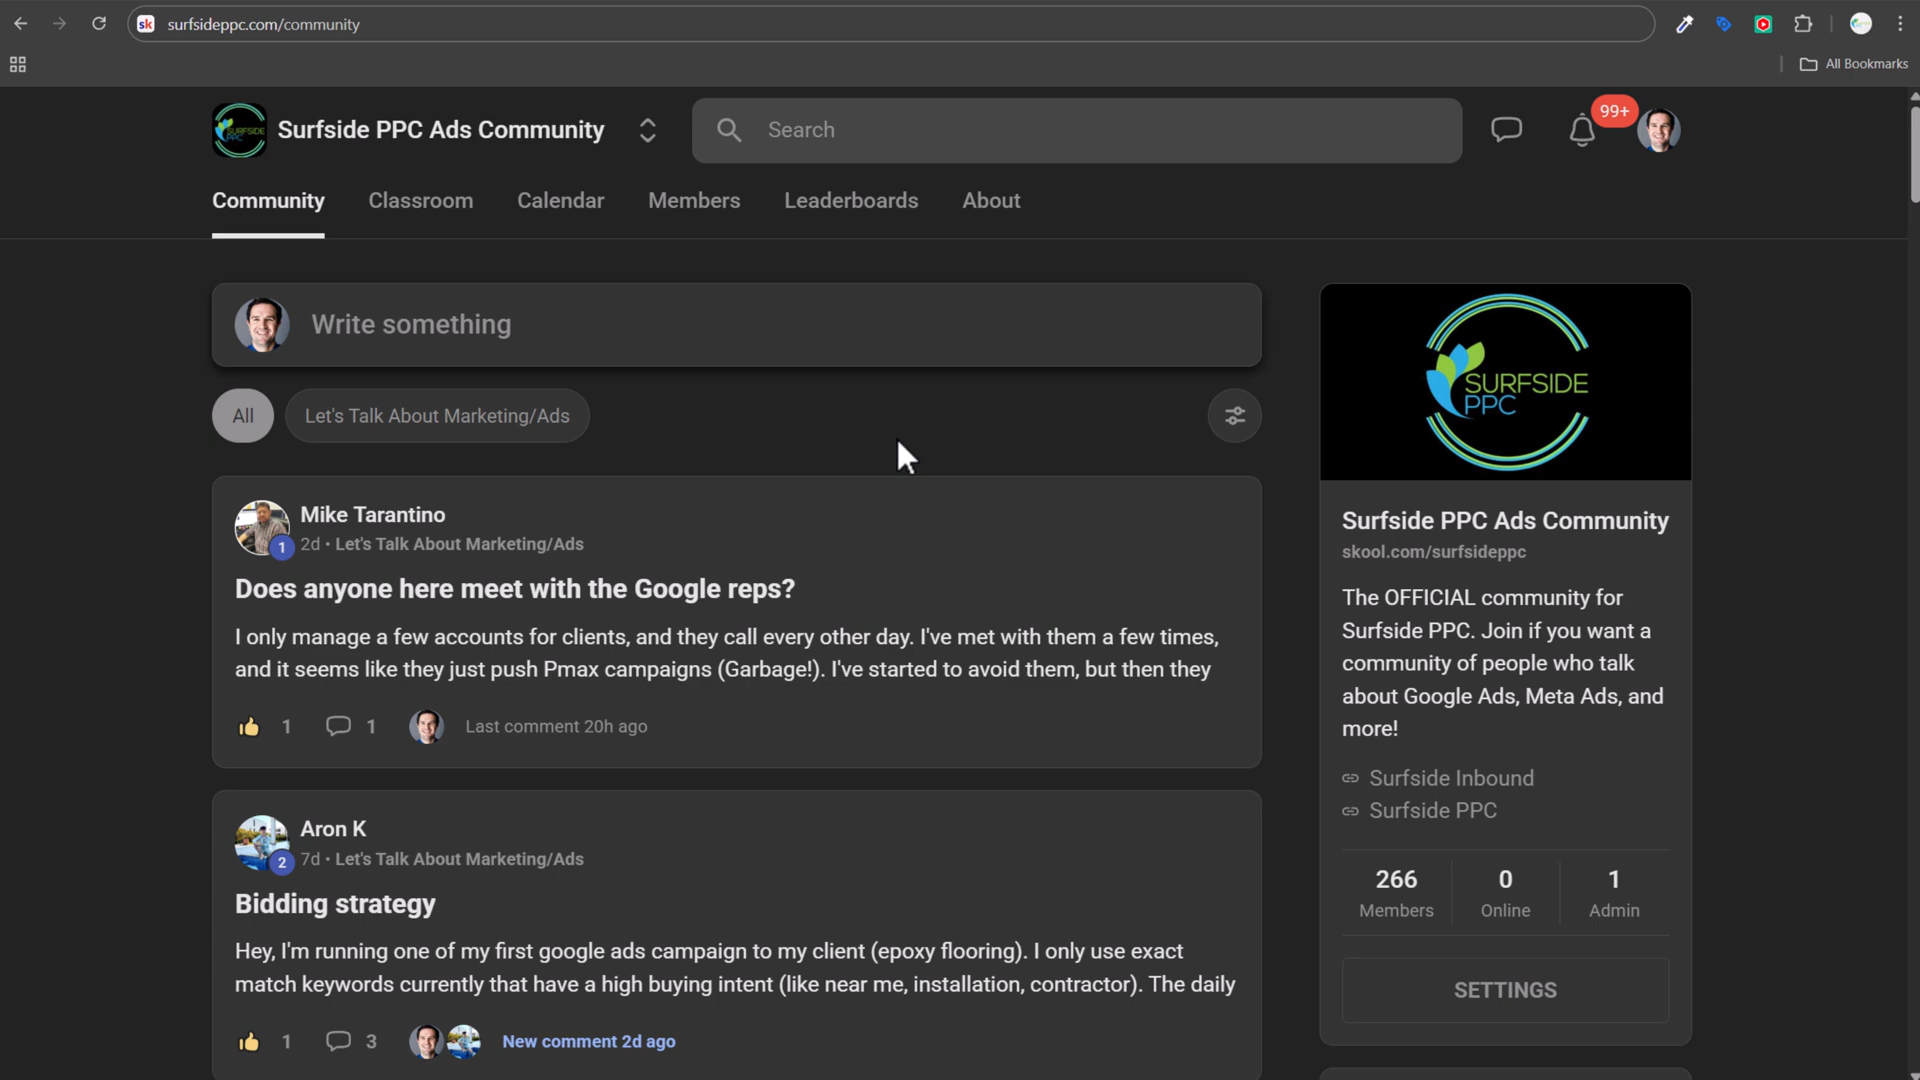 sk surfsideppc.com/community
All Bookmarks
SURFSIDE
PPC
Surfside PPC Ads Community
Search
99+
Community
Classroom
Calendar
Members
Leaderboards
About
Write something
All
Let's Talk About Marketing/Ads
Mike Tarantino
1
2d • Let's Talk About Marketing/Ads
Does anyone here meet with the Google reps?
I only manage a few accounts for clients, and they call every other day. I've met with them a few times,
and it seems like they just push Pmax campaigns (Garbage!). I've started to avoid them, but then they
1
1
Last comment 20h ago
Aron K
2
7d • Let's Talk About Marketing/Ads
Bidding strategy
Hey, I'm running one of my first google ads campaign to my client (epoxy flooring). I only use exact
match keywords currently that have a high buying intent (like near me, installation, contractor). The daily
1
3
New comment 2d ago
SURFSIDE
PPC
Surfside PPC Ads Community
skool.com/surfsideppc
The OFFICIAL community for
Surfside PPC. Join if you want a
community of people who talk
about Google Ads, Meta Ads, and
more!
Surfside Inbound
Surfside PPC
266
Members
0
Online
1
Admin
SETTINGS